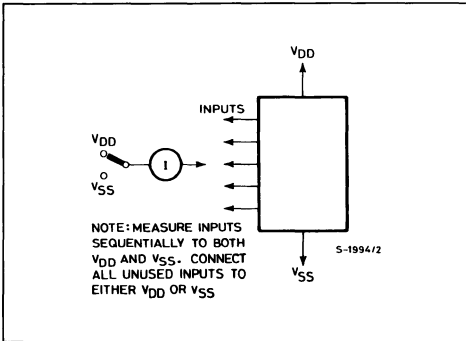 VDD
INPUTS
VDD
I
VSS
NOTE: MEASURE INPUTS
SEQUENTIALLY TO BOTH
VDD AND VSS. CONNECT
ALL UNUSED INPUTS TO
EITHER VDD OR VSS
S-1994/2
VSS